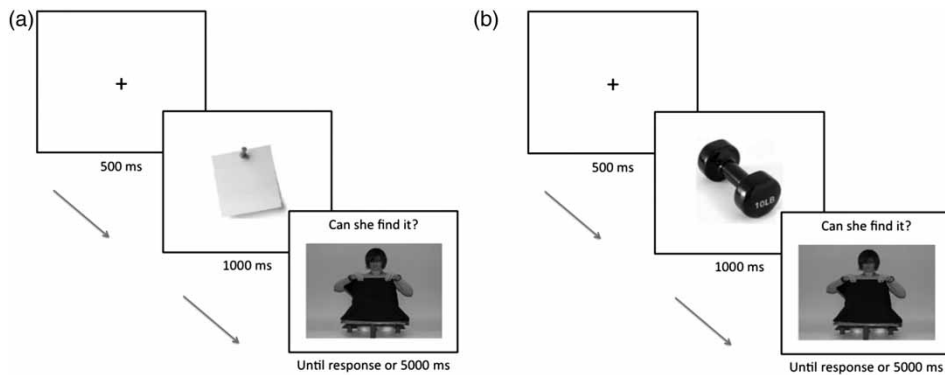 (a)
+
500 ms
1000 ms
Can she find it?
Until response or 5000 ms
(b)
+
500 ms
10LB
1000 ms
Can she find it?
Until response or 5000 ms